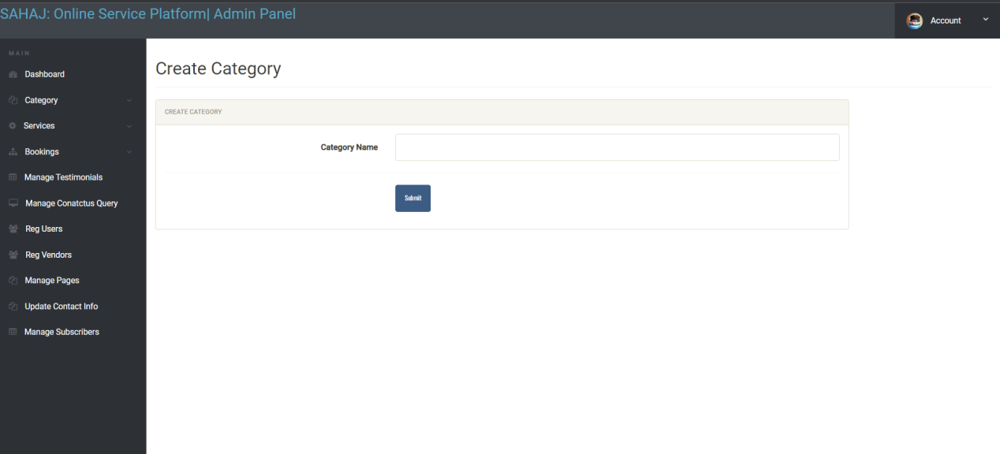 SAHAJ: Online Service Platform| Admin Panel
Account
MAIN
Dashboard
Category
Services
Bookings
Manage Testimonials
Manage Conatctus Query
Reg Users
Reg Vendors
Manage Pages
Update Contact Info
Manage Subscribers
Create Category
CREATE CATEGORY
Category Name
Submit